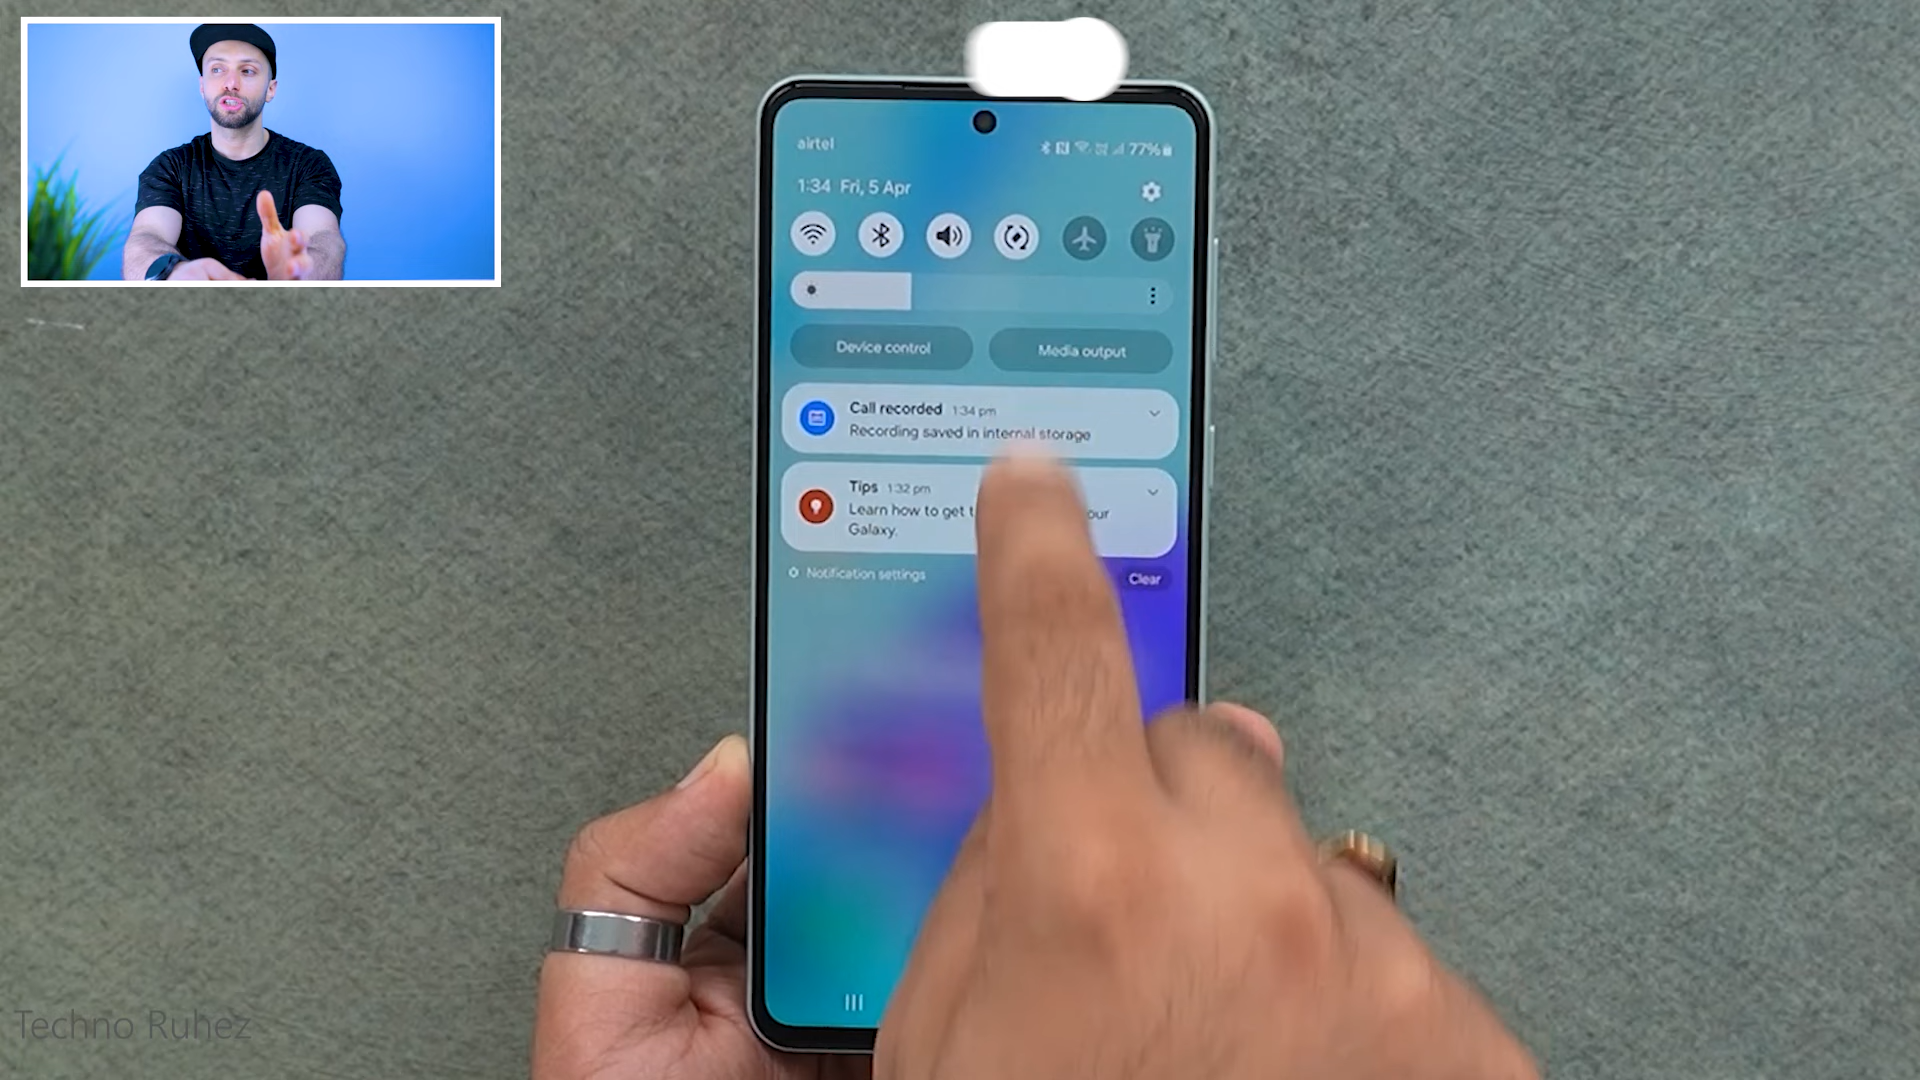 airtel
77%
1:34 Fri, 5 Apr
Device control
Media output
Call recorded 1:34 pm
Recording saved in internal storage
Tips 1:32 pm
Learn how to get t our
Galaxy.
Notification settings
Clear
Techno Ruhez